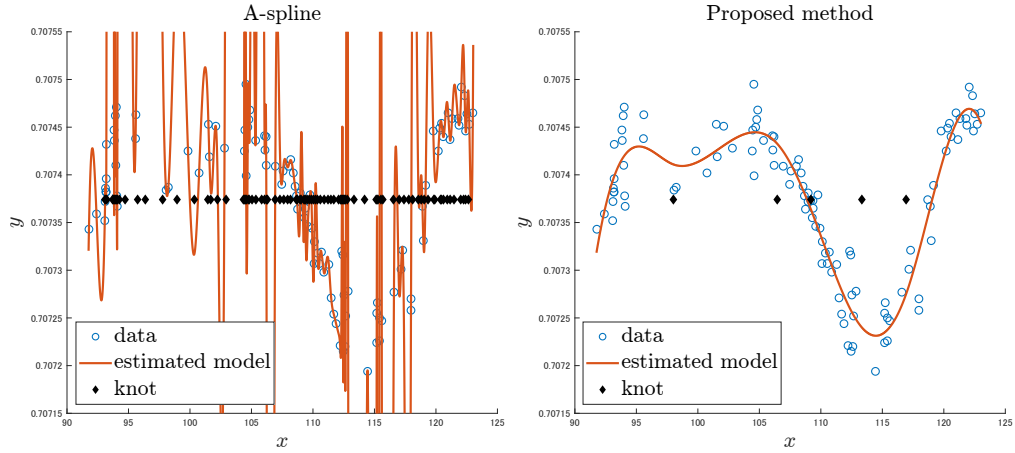 A-spline
0.70755
0.7075
0.70745
0.7074
0.70735
0.7073
0.70725
0.7072
0.70715
y
data
estimated model
knot
90 95 100 105 110 115 120 125
x
Proposed method
0.70755
0.7075
0.70745
0.7074
0.70735
0.7073
0.70725
0.7072
0.70715
y
data
estimated model
knot
90 95 100 105 110 115 120 125
x